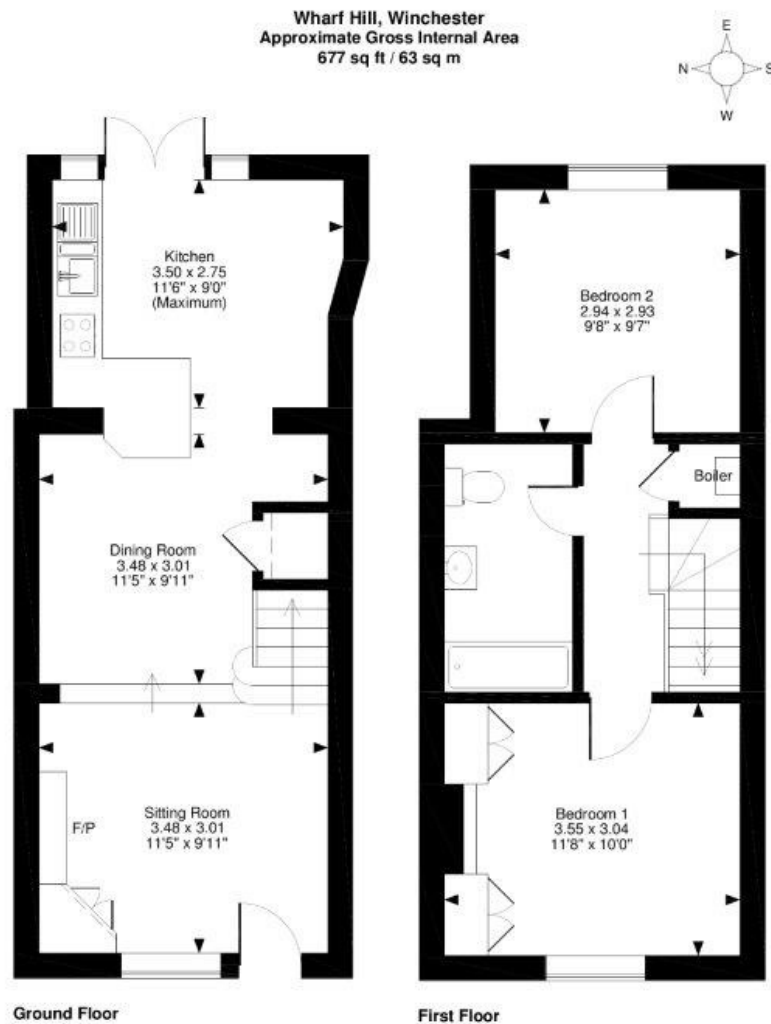 Wharf Hill, Winchester
Approximate Gross Internal Area
677 sq ft / 63 sq m
E
N
S
W
Kitchen
3.50 x 2.75
11'6" x 9'0"
(Maximum)
Dining Room
3.48 x 3.01
11'5" x 9'11"
Sitting Room
3.48 x 3.01
11'5" x 9'11"
F/P
Ground Floor
Bedroom 2
2.94 x 2.93
9'8" x 9'7"
Boiler
Bedroom 1
3.55 x 3.04
11'8" x 10'0"
First Floor